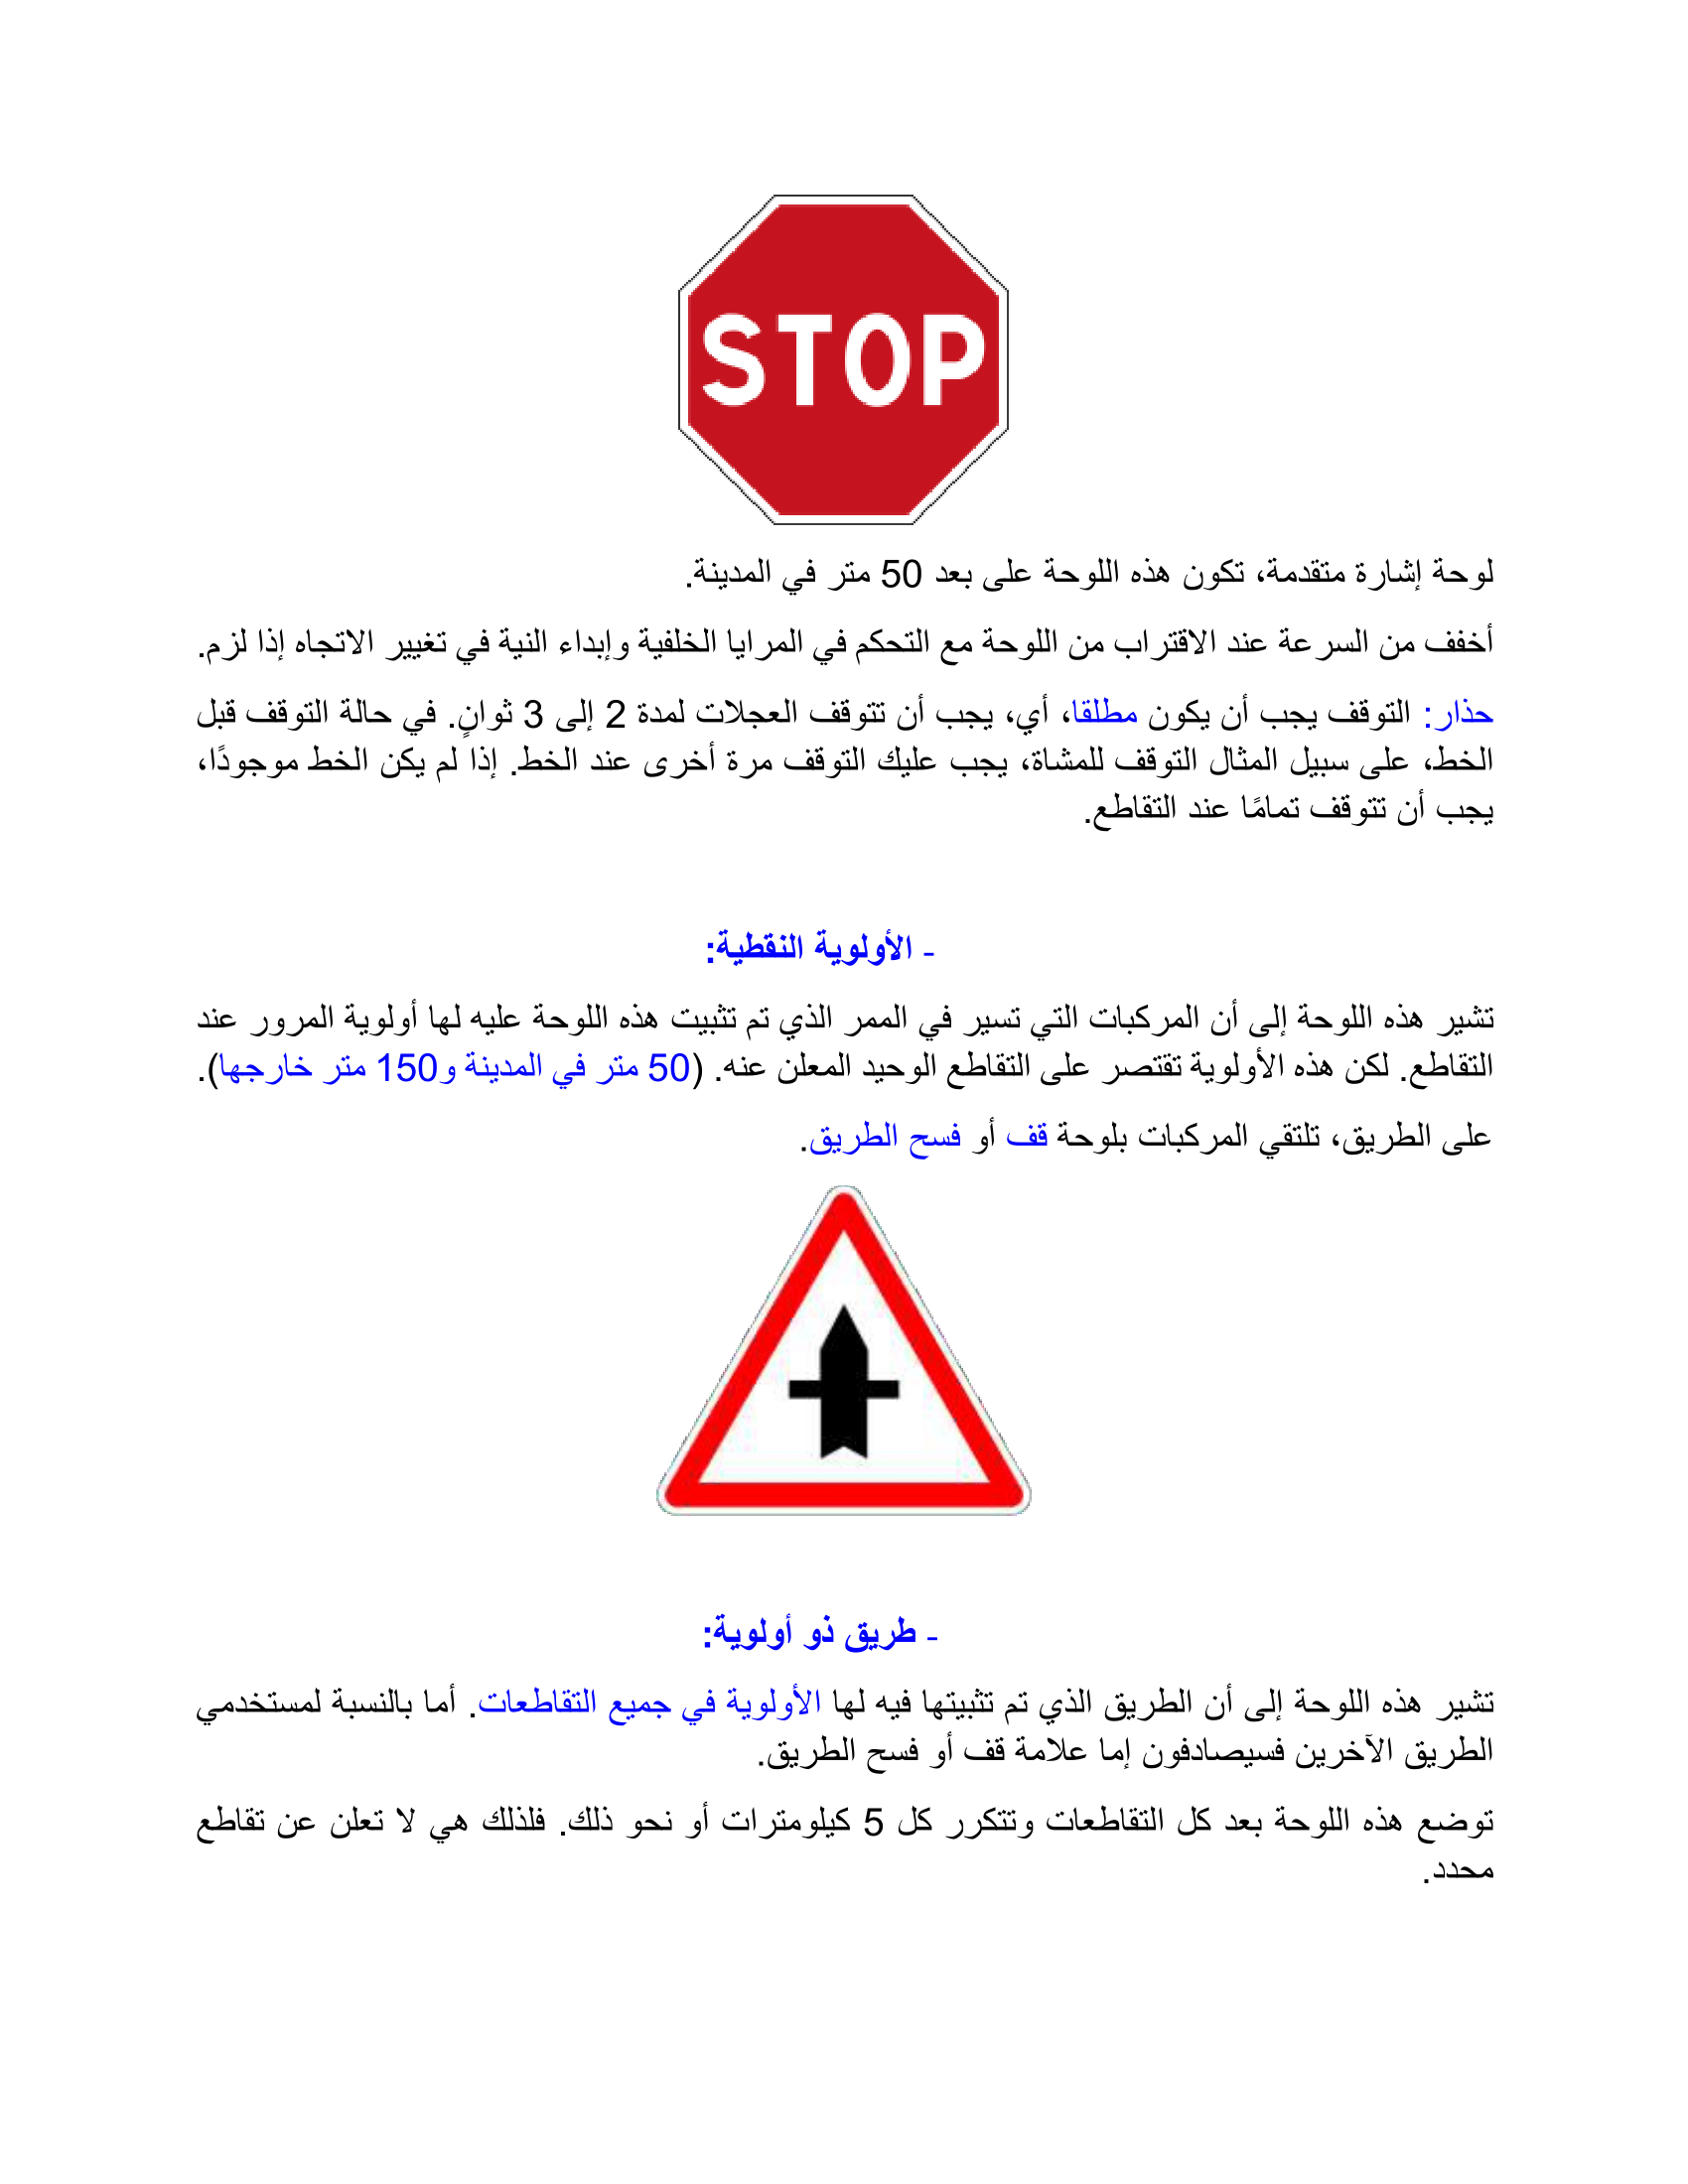 STOP
لوحة إشارة متقدمة، تكون هذه اللوحة على بعد 50 متر في المدينة.
أخفف من السرعة عند الاقتراب من اللوحة مع التحكم في المرايا الخلفية وإبداء النية في تغيير الاتجاه إذا لزم.
حذار: التوقف يجب أن يكون مطلقا، أي، يجب أن تتوقف العجلات لمدة 2 إلى 3 ثوانٍ. في حالة التوقف قبل
الخط، على سبيل المثال التوقف للمشاة، يجب عليك التوقف مرة أخرى عند الخط. إذا لم يكن الخط موجودًا،
يجب أن تتوقف تمامًا عند التقاطع.
- الأولوية النقطية:
تشير هذه اللوحة إلى أن المركبات التي تسير في الممر الذي تم تثبيت هذه اللوحة عليه لها أولوية المرور عند
التقاطع. لكن هذه الأولوية تقتصر على التقاطع الوحيد المعلن عنه. (50 متر في المدينة و150 متر خارجها).
على الطريق، تلتقي المركبات بلوحة قف أو فسح الطريق.
- طريق ذو أولوية:
تشير هذه اللوحة إلى أن الطريق الذي تم تثبيتها فيه لها الأولوية في جميع التقاطعات. أما بالنسبة لمستخدمي
الطريق الآخرين فسيصادفون إما علامة قف أو فسح الطريق.
توضع هذه اللوحة بعد كل التقاطعات وتتكرر كل 5 كيلومترات أو نحو ذلك. فلذلك هي لا تعلن عن تقاطع
محدد.